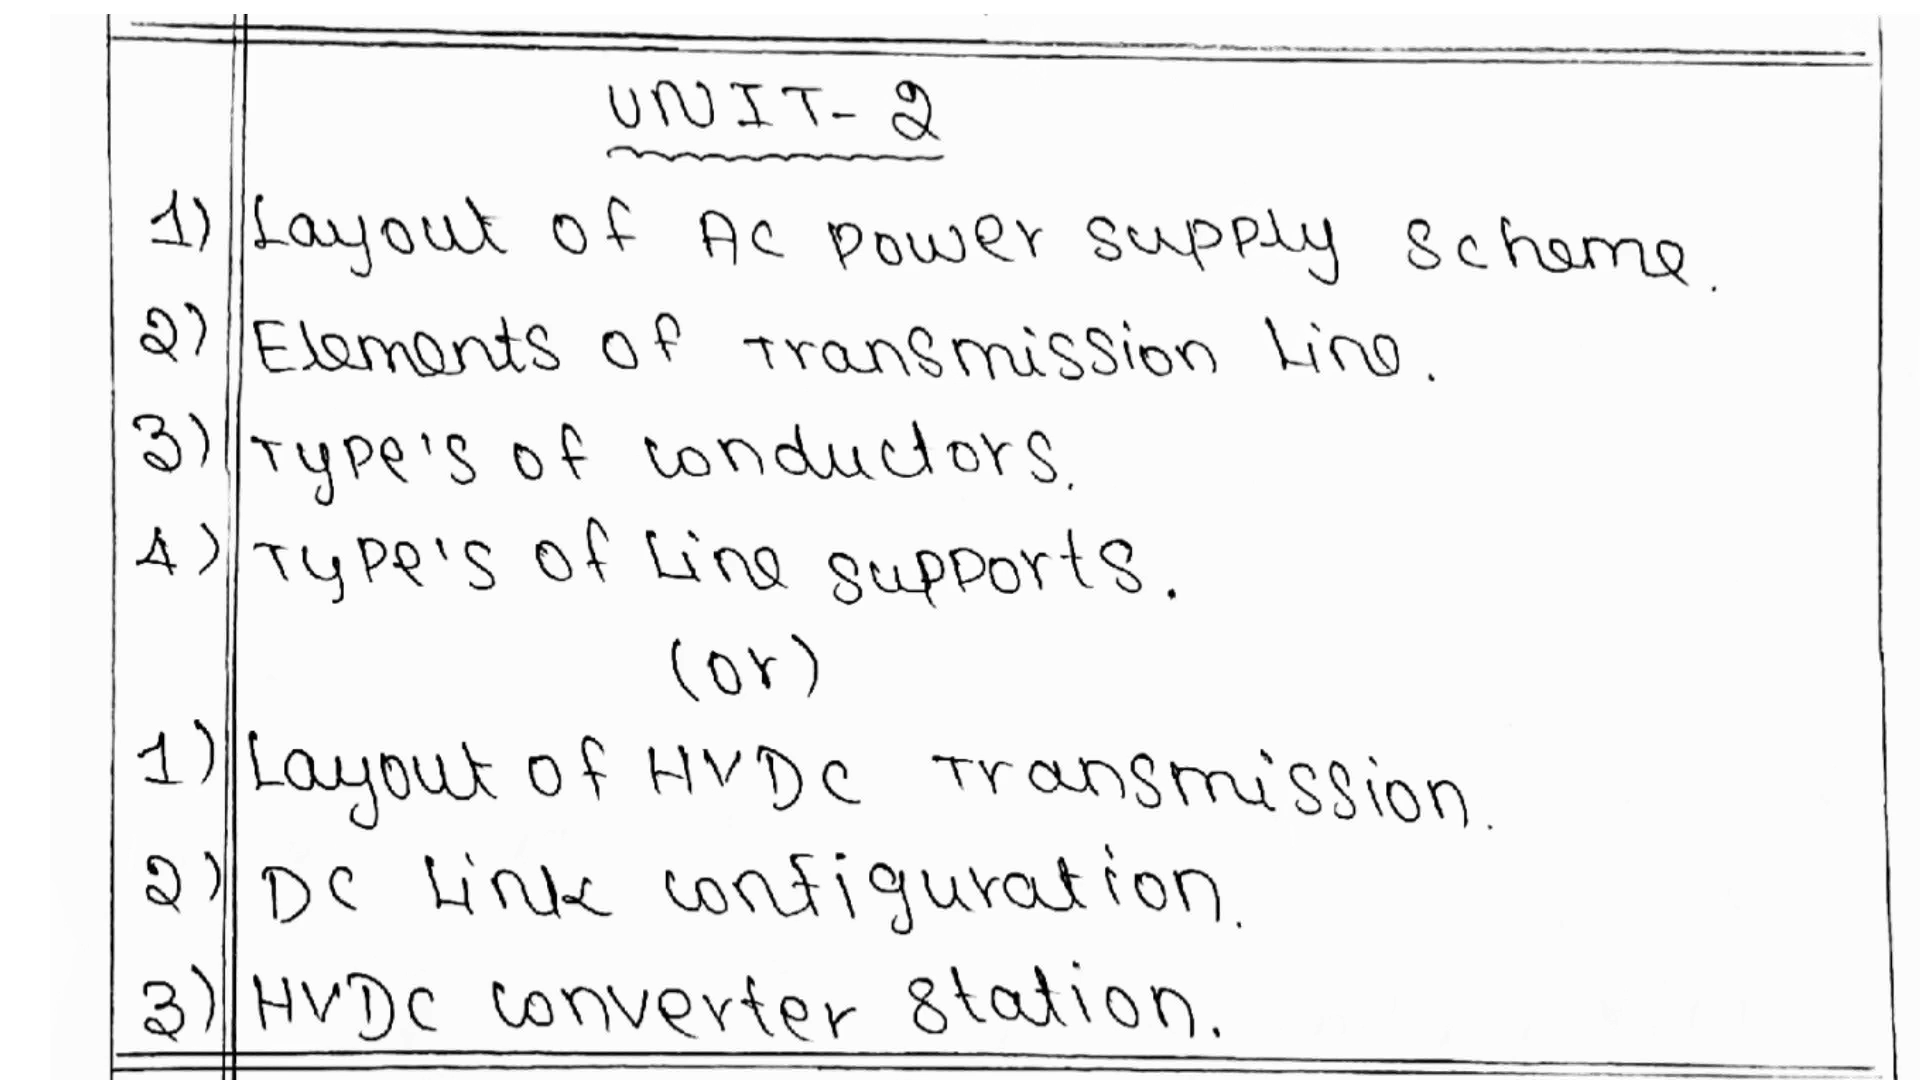 UNIT-2
1) Layout of AC power supply scheme.
2) Elements of Transmission Line.
3) Type's of conductors.
4) Type's of Line supports.
(or)
1) Layout of HVDC Transmission.
2) DC Link configuration.
3) HVDC converter station.